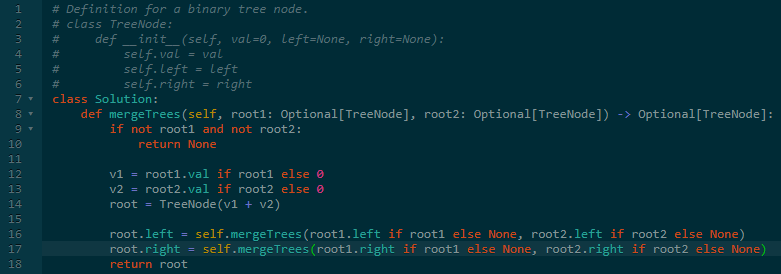 1 # Definition for a binary tree node.
2 # class TreeNode:
3 #     def __init__(self, val=0, left=None, right=None):
4 #         self.val = val
5 #         self.left = left
6 #         self.right = right
7 class Solution:
8     def mergeTrees(self, root1: Optional[TreeNode], root2: Optional[TreeNode]) -> Optional[TreeNode]:
9         if not root1 and not root2:
10             return None
11
12         v1 = root1.val if root1 else 0
13         v2 = root2.val if root2 else 0
14         root = TreeNode(v1 + v2)
15
16         root.left = self.mergeTrees(root1.left if root1 else None, root2.left if root2 else None)
17         root.right = self.mergeTrees(root1.right if root1 else None, root2.right if root2 else None)
18         return root